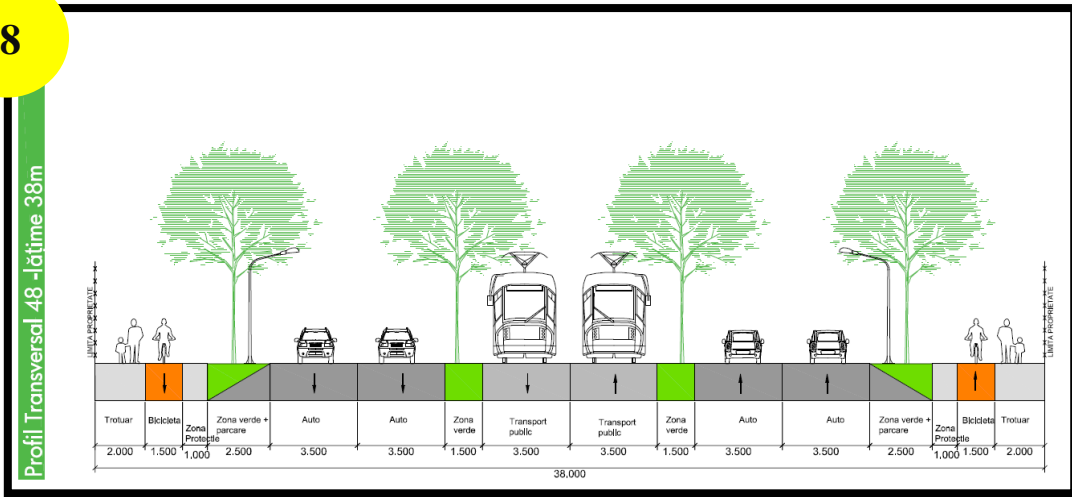 8
Profil Transversal 48 -lățime 38m
LIMITA PROPRIETATE
LIMITA PROPRIETATE
Trotuar
Bicicleta
Zona
Protectie
Zona verde +
parcare
Auto
Auto
Zona
verde
Transport
public
Transport
public
Zona
verde
Auto
Auto
Zona verde +
parcare
Zona
Protectie
Bicicleta
Trotuar
2.000
1.500
1,000
2.500
3.500
3.500
1.500
3.500
3.500
1.500
3.500
3.500
2.500
1,000
1.500
2.000
38.000